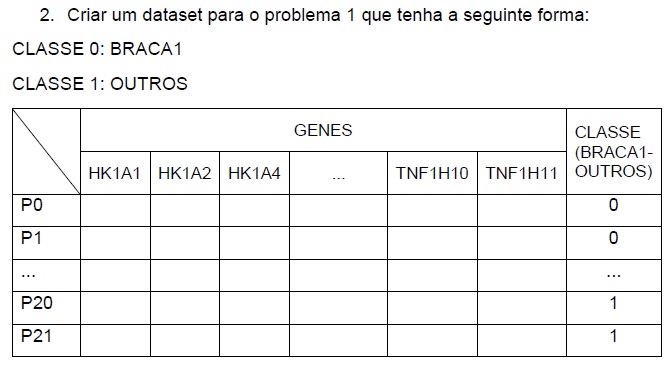 2. Criar um dataset para o problema 1 que tenha a seguinte forma:
CLASSE 0: BRACA1
CLASSE 1: OUTROS
GENES
CLASSE
(BRACA1-
OUTROS)
HK1A1 HK1A2 HK1A4 ... TNF1H10 TNF1H11
P0 0
P1 0
... ...
P20 1
P21 1